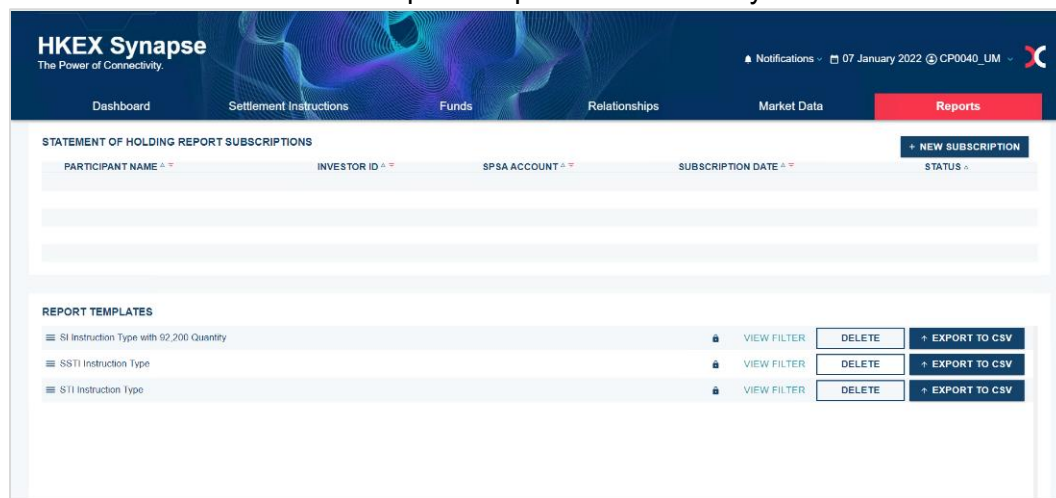 HKEX Synapse
The Power of Connectivity.
Notifications 07 January 2022 CP0040_UM
Dashboard Settlement Instructions Funds Relationships Market Data Reports
STATEMENT OF HOLDING REPORT SUBSCRIPTIONS
+ NEW SUBSCRIPTION
PARTICIPANT NAME INVESTOR ID SPSA ACCOUNT SUBSCRIPTION DATE STATUS
REPORT TEMPLATES
SI Instruction Type with 92,200 Quantity VIEW FILTER DELETE ↑ EXPORT TO CSV
SSTI Instruction Type VIEW FILTER DELETE ↑ EXPORT TO CSV
STI Instruction Type VIEW FILTER DELETE ↑ EXPORT TO CSV